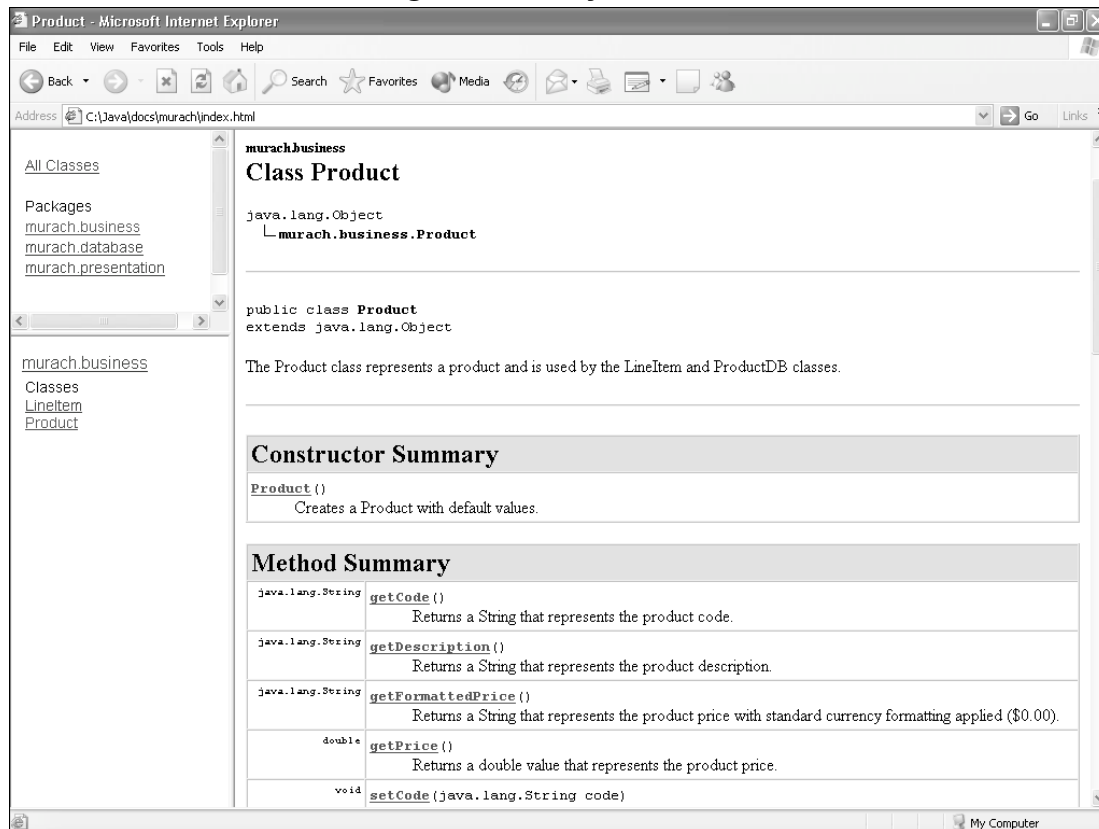 Product - Microsoft Internet Explorer
File Edit View Favorites Tools Help
Back Search Favorites Media
Address C:\Java\docs\murach\index.html Go Links
All Classes
Packages
murach.business
murach.database
murach.presentation
murach.business
Classes
LineItem
Product
murach.business
Class Product
java.lang.Object
murach.business.Product
public class Product
extends java.lang.Object
The Product class represents a product and is used by the LineItem and ProductDB classes.
Constructor Summary
Product()
Creates a Product with default values.
Method Summary
java.lang.String getCode()
Returns a String that represents the product code.
java.lang.String getDescription()
Returns a String that represents the product description.
java.lang.String getFormattedPrice()
Returns a String that represents the product price with standard currency formatting applied ($0.00).
double getPrice()
Returns a double value that represents the product price.
void setCode(java.lang.String code)
My Computer